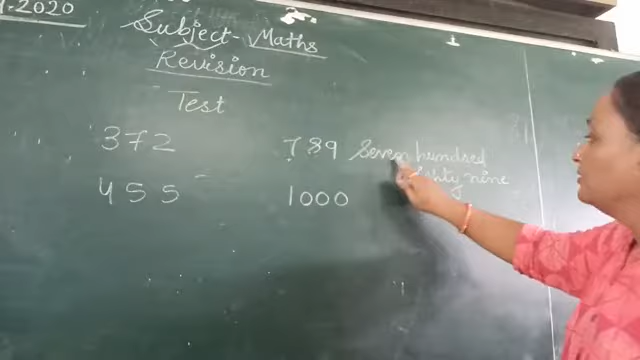 .2020
Subject - Maths
Revision
Test
372
789 Seven hundred
eighty nine
455
1000